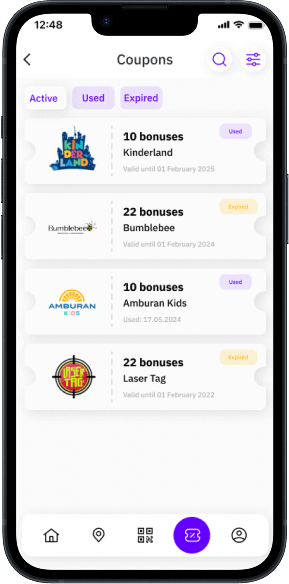 12:48
Coupons
Active Used Expired
KINDERLAND
10 bonuses
Used
Kinderland
Valid until 01 February 2025
Bumblebee
22 bonuses
Expired
Bumblebee
Valid until 01 February 2024
AMBURAN
KIDS
10 bonuses
Used
Amburan Kids
Used: 17.05.2024
LASER
TAG
22 bonuses
Expired
Laser Tag
Valid until 01 February 2022